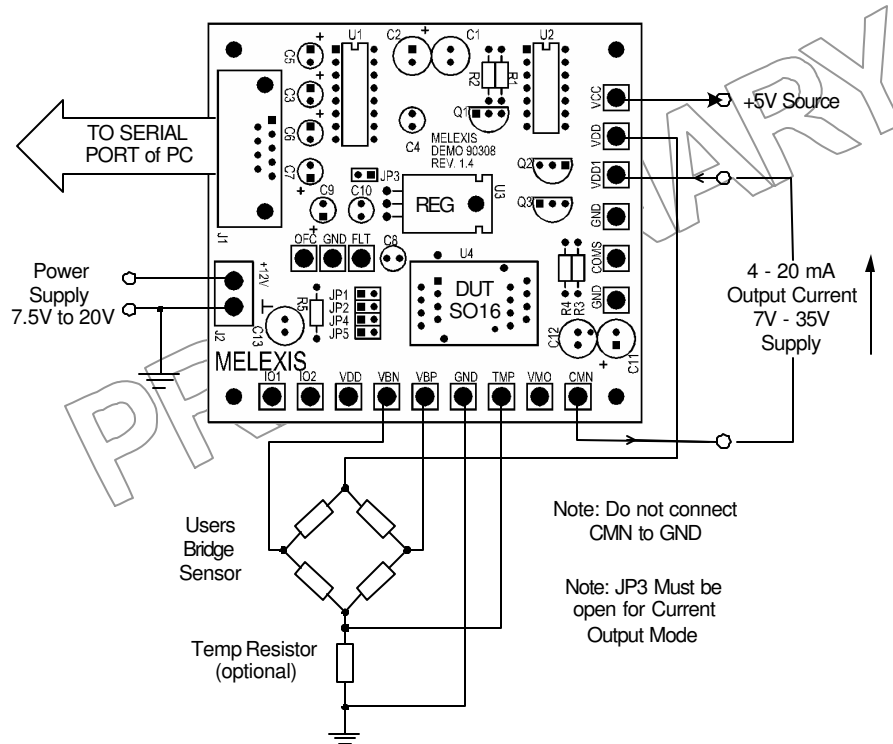 PRELIMINARY
U1
C2
+
C1
U2
C5
+
C3
+
C6
+
C7
+
R2
R1
Q1
VCC
+5V Source
VDD
TO SERIAL
PORT of PC
C4
MELEXIS
DEMO 90308
REV. 1.4
Q2
VDD1
JP3
C9
+
C10
REG
U3
Q3
GND
J1
OFC
GND
FLT
C8
U4
COMS
Power
Supply
7.5V to 20V
+12V
J2
C13
R5
JP1
JP2
JP4
JP5
DUT
SO16
R4
R3
GND
4 - 20 mA
Output Current
7V - 35V
Supply
C12
+
C11
MELEXIS
IO1
IO2
VDD
VBN
VBP
GND
TMP
VMO
CMN
Users
Bridge
Sensor
Note: Do not connect
CMN to GND
Note: JP3 Must be
open for Current
Output Mode
Temp Resistor
(optional)